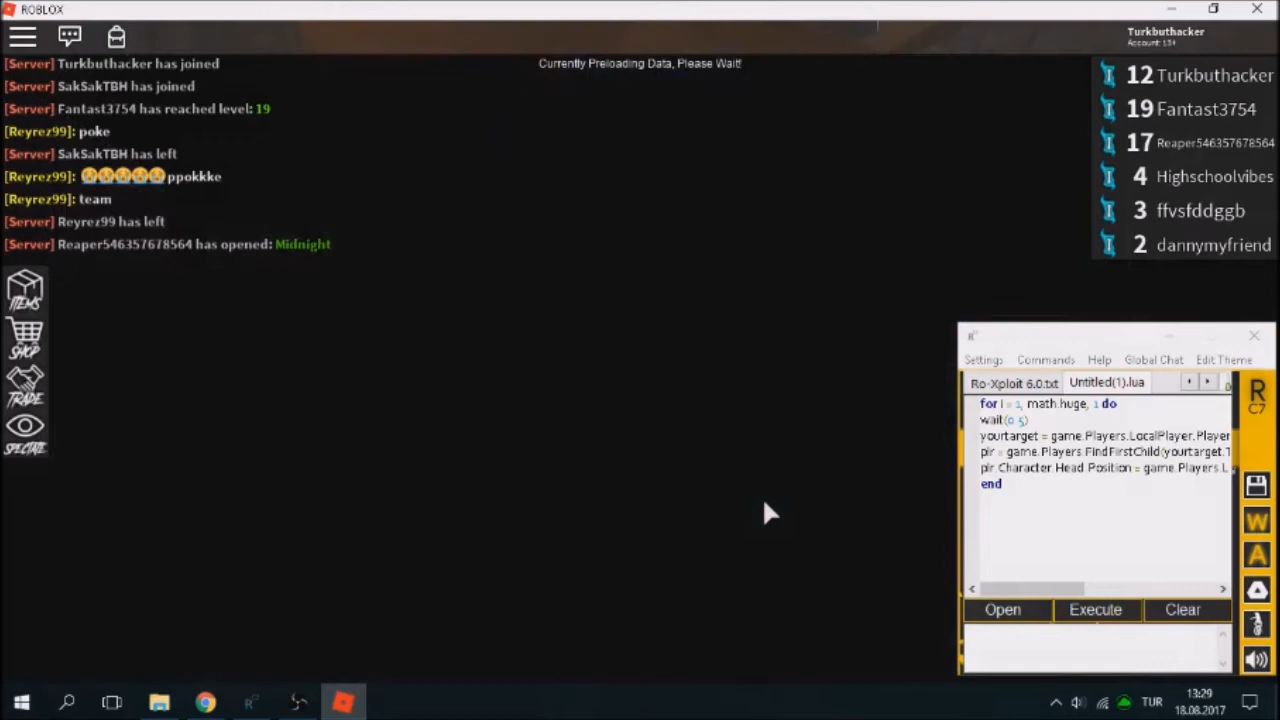 ROBLOX
Turkbuthacker
Account: 13+
[Server] Turkbuthacker has joined
Currently Preloading Data, Please Wait!
[Server] SakSakTBH has joined
[Server] Fantast3754 has reached level: 19
[Reyrez99]: poke
[Server] SakSakTBH has left
[Reyrez99]: 😭😭😭😭😭ppokkke
[Reyrez99]: team
[Server] Reyrez99 has left
[Server] Reaper546357678564 has opened: Midnight
12 Turkbuthacker
19 Fantast3754
17 Reaper546357678564
4 Highschoolvibes
3 ffvsfddggb
2 dannymyfriend
ITEMS
SHOP
TRADE
SPECTATE
Settings Commands Help Global Chat Edit Theme
Ro-Xploit 6.0.txt Untitled(1).lua
for i = 1, math.huge, 1 do
wait(0.5)
yourtarget = game.Players.LocalPlayer.Player
plr = game.Players.FindFirstChild(yourtarget.T
plr.Character.Head.Position = game.Players.L
end
R
C7
W
A
Open Execute Clear
TUR
13:29
18.08.2017